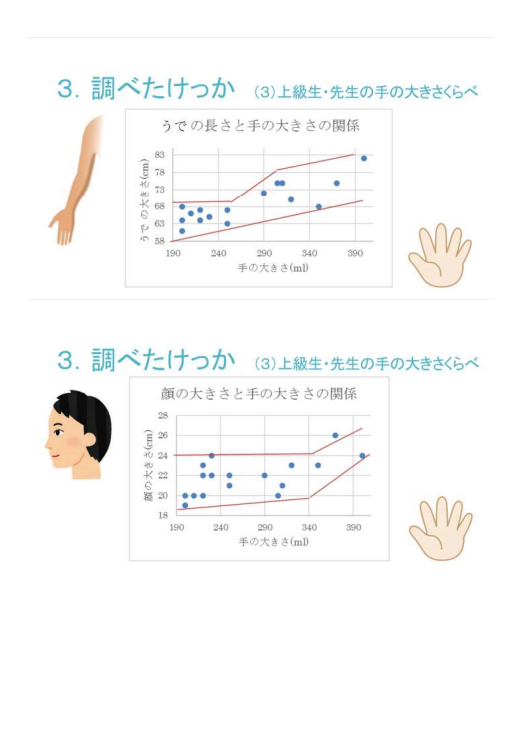 ３．調べたけっか （３）上級生・先生の手の大きさくらべ
うでの長さと手の大きさの関係
うで の大きさ(cm)
83
78
73
68
63
58
190 240 290 340 390
手の大きさ(ml)
３．調べたけっか （３）上級生・先生の手の大きさくらべ
顔の大きさと手の大きさの関係
顔の大きさ(cm)
28
26
24
22
20
18
190 240 290 340 390
手の大きさ(ml)